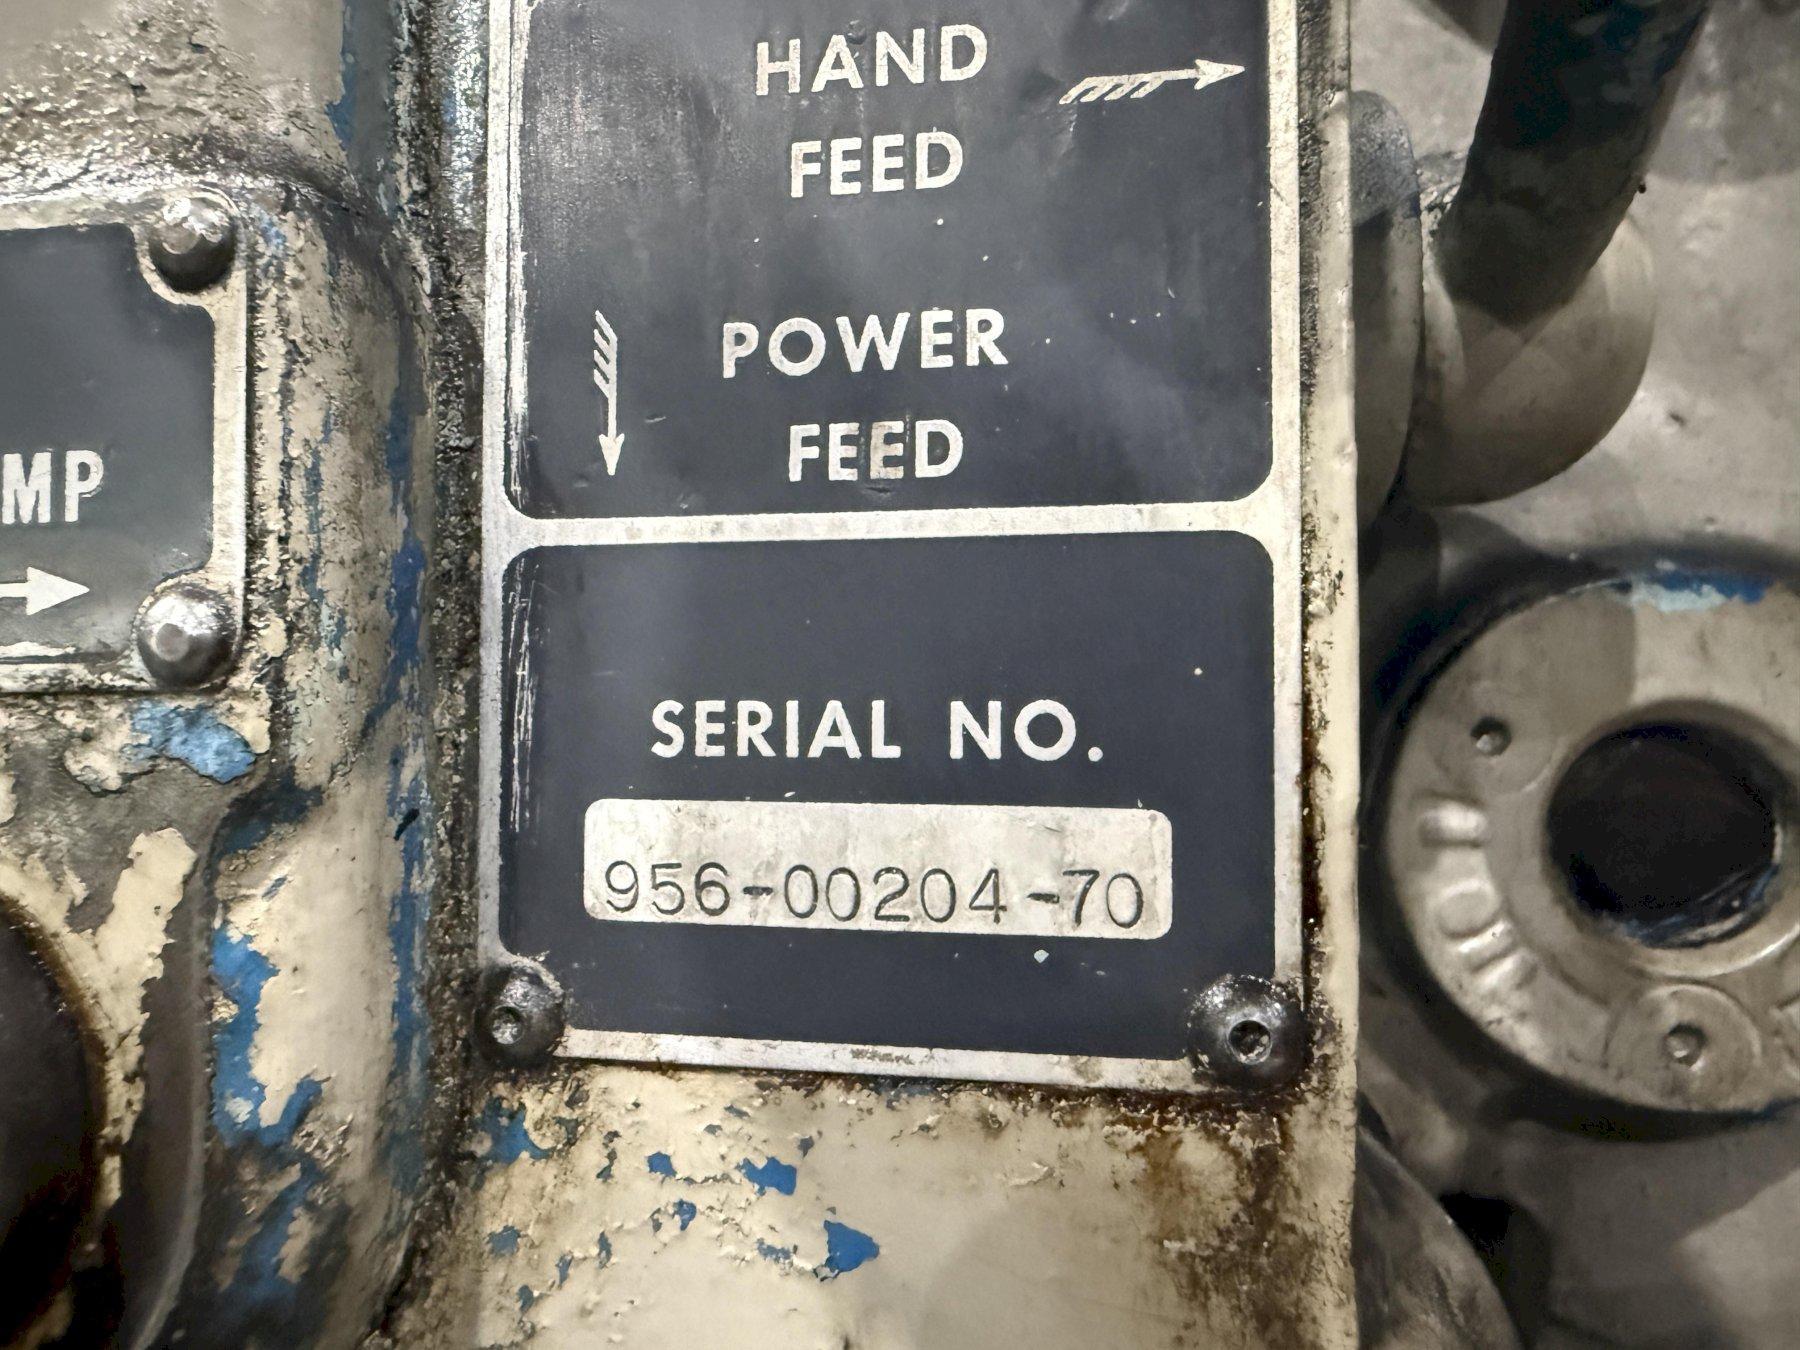 HAND
FEED
POWER
FEED
MP
SERIAL NO.
956-00204-70